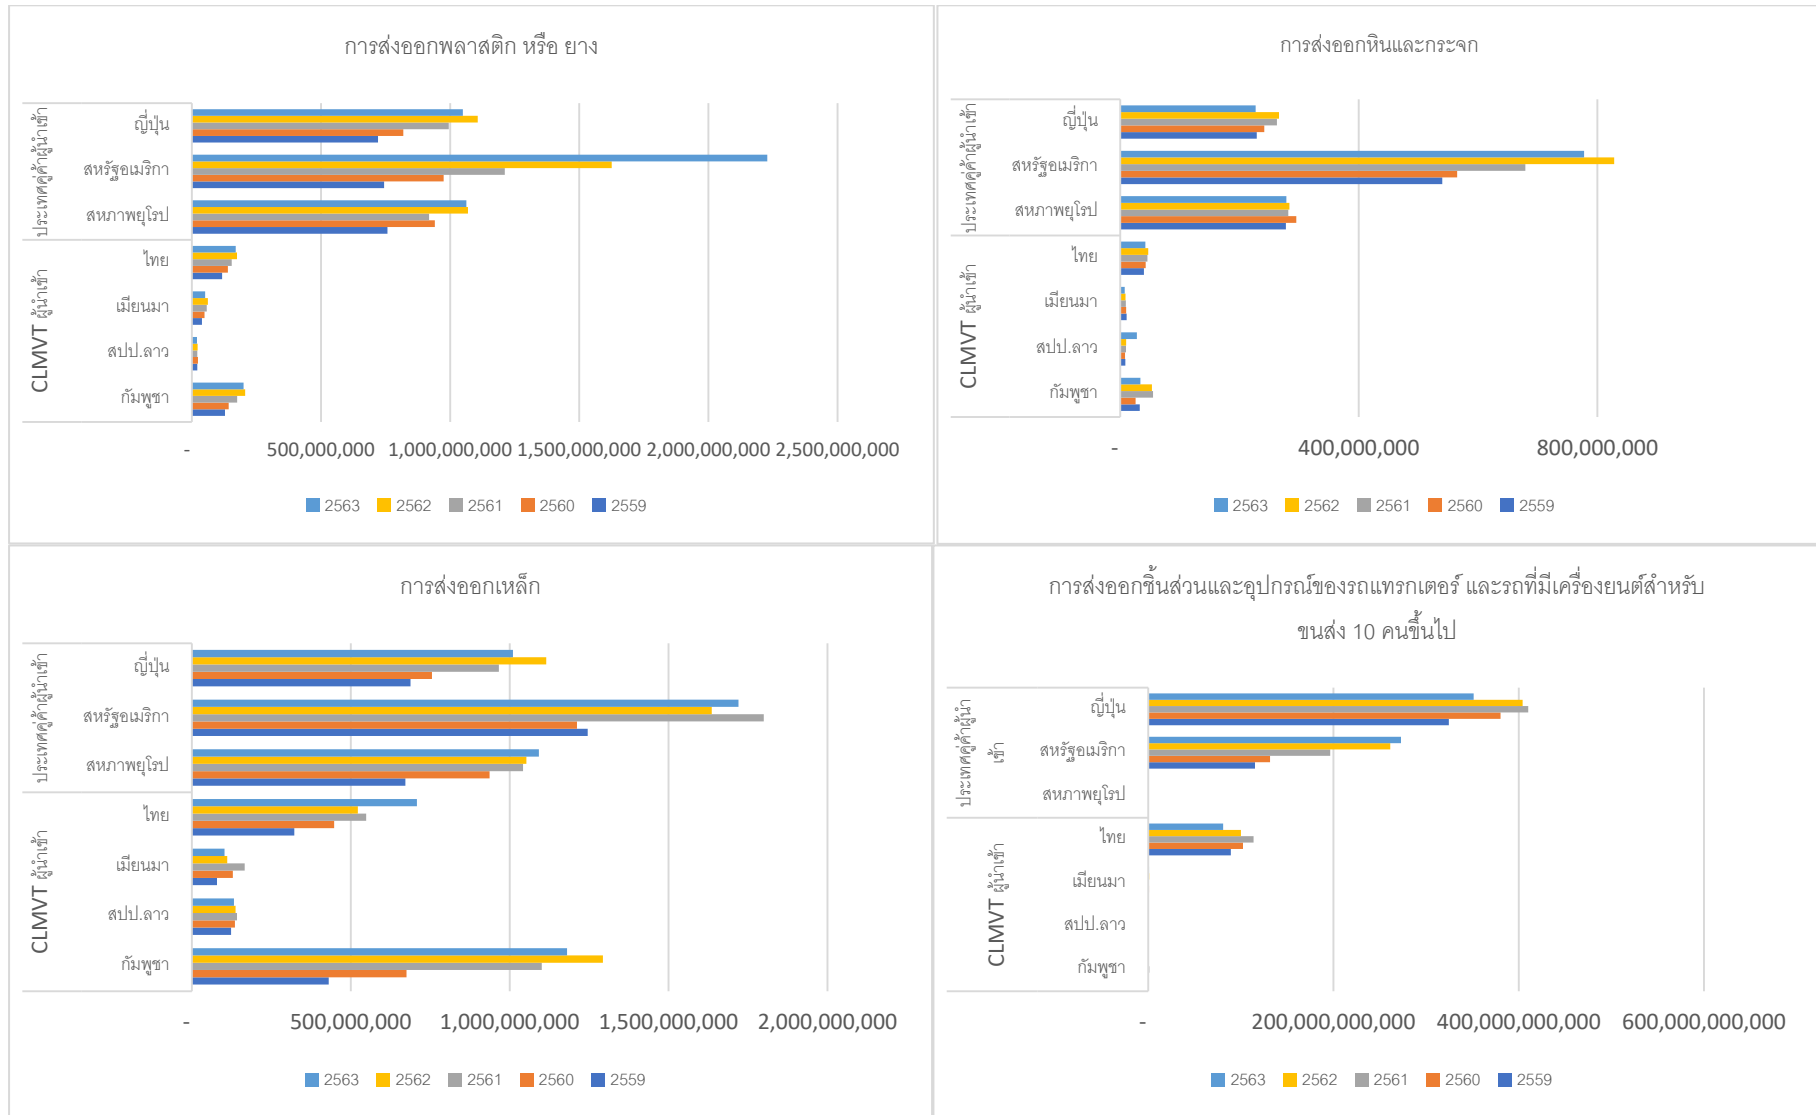 การส่งออกพลาสติก หรือ ยาง
ประเทศคู่ค้าผู้นำเข้า
ญี่ปุ่น
สหรัฐอเมริกา
สหภาพยุโรป
CLMVT ผู้นำเข้า
ไทย
เมียนมา
สปป.ลาว
กัมพูชา
- 500,000,000 1,000,000,000 1,500,000,000 2,000,000,000 2,500,000,000
2563 2562 2561 2560 2559
การส่งออกหินและกระจก
ประเทศคู่ค้าผู้นำเข้า
ญี่ปุ่น
สหรัฐอเมริกา
สหภาพยุโรป
CLMVT ผู้นำเข้า
ไทย
เมียนมา
สปป.ลาว
กัมพูชา
- 400,000,000 800,000,000
2563 2562 2561 2560 2559
การส่งออกเหล็ก
ประเทศคู่ค้าผู้นำเข้า
ญี่ปุ่น
สหรัฐอเมริกา
สหภาพยุโรป
CLMVT ผู้นำเข้า
ไทย
เมียนมา
สปป.ลาว
กัมพูชา
- 500,000,000 1,000,000,000 1,500,000,000 2,000,000,000
2563 2562 2561 2560 2559
การส่งออกชิ้นส่วนและอุปกรณ์ของรถแทรกเตอร์ และรถที่มีเครื่องยนต์สำหรับ
ขนส่ง 10 คนขึ้นไป
ประเทศคู่ค้าผู้นำ
เข้า
ญี่ปุ่น
สหรัฐอเมริกา
สหภาพยุโรป
CLMVT ผู้นำเข้า
ไทย
เมียนมา
สปป.ลาว
กัมพูชา
- 200,000,000,000 400,000,000,000 600,000,000,000
2563 2562 2561 2560 2559